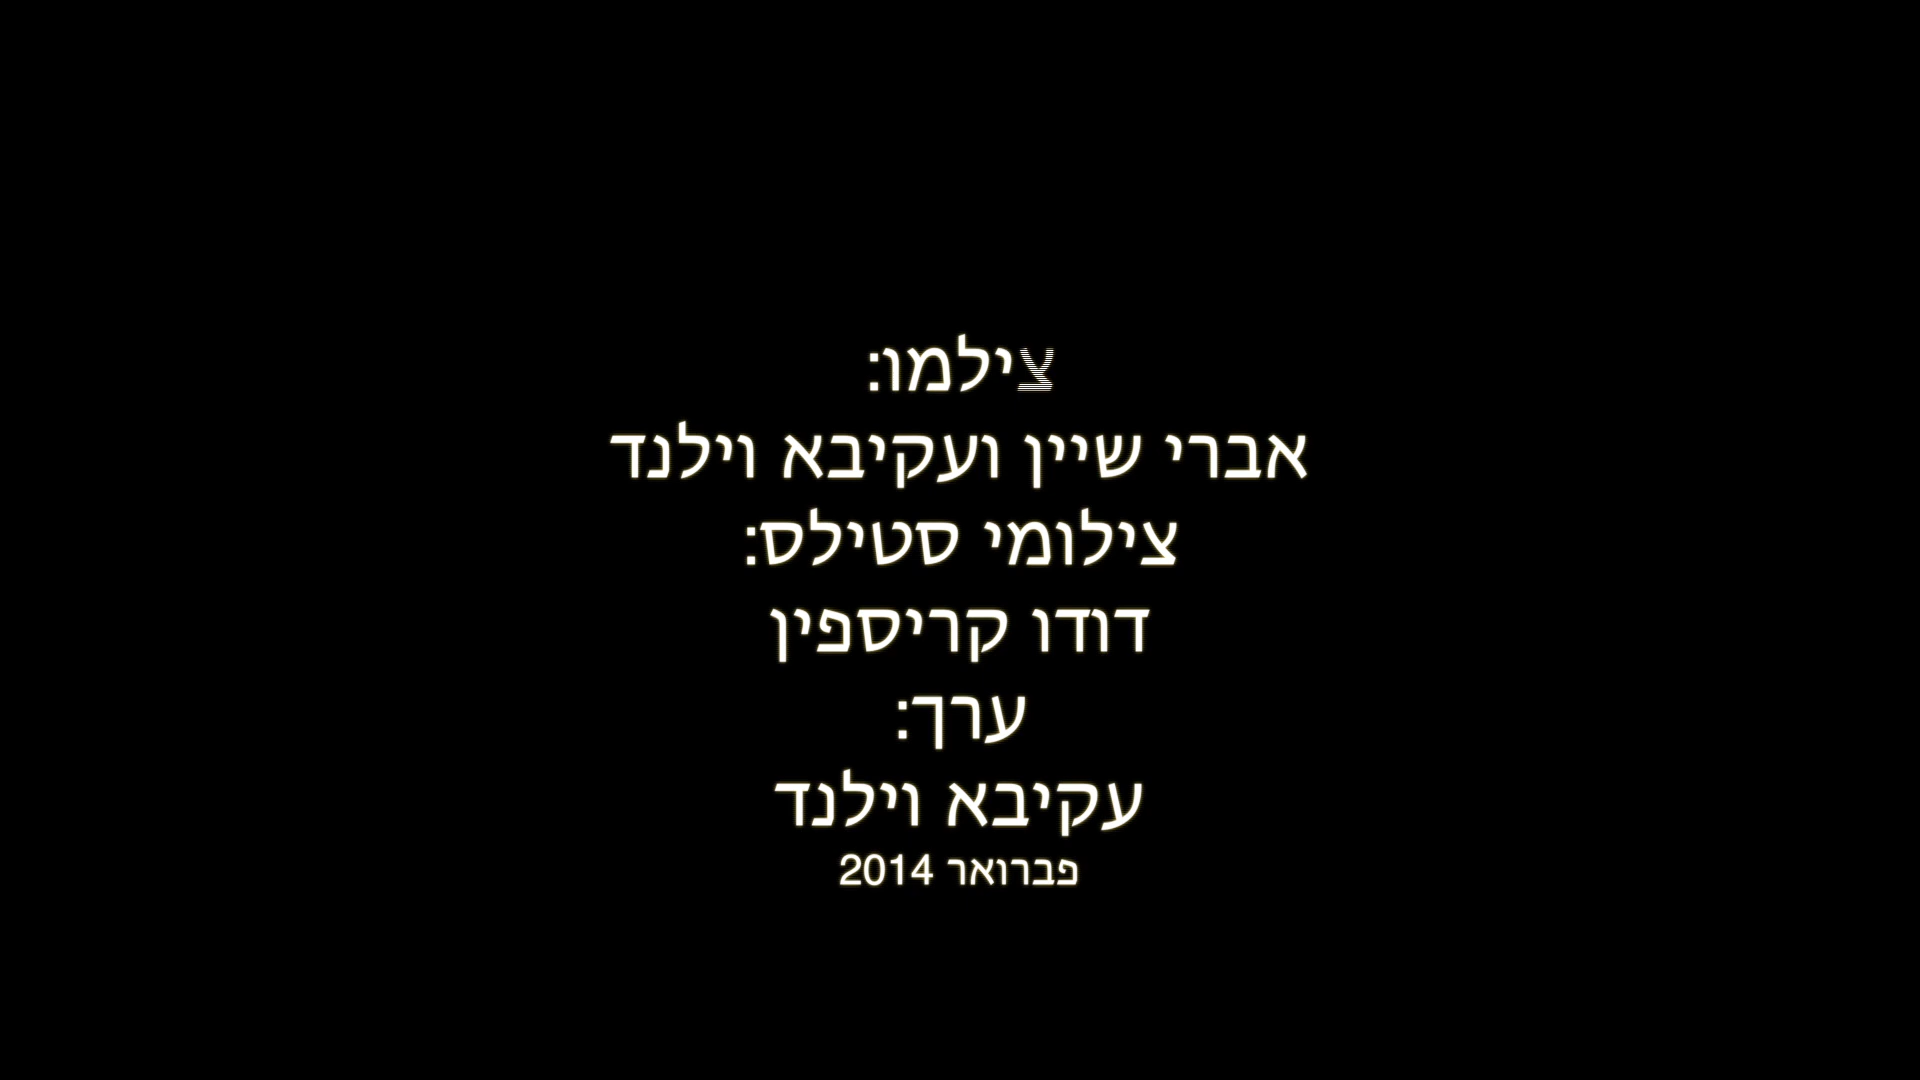 צילמו:
אברי שיין ועקיבא וילנד
צילומי סטילס:
דודו קריספין
ערך:
עקיבא וילנד
פברואר 2014